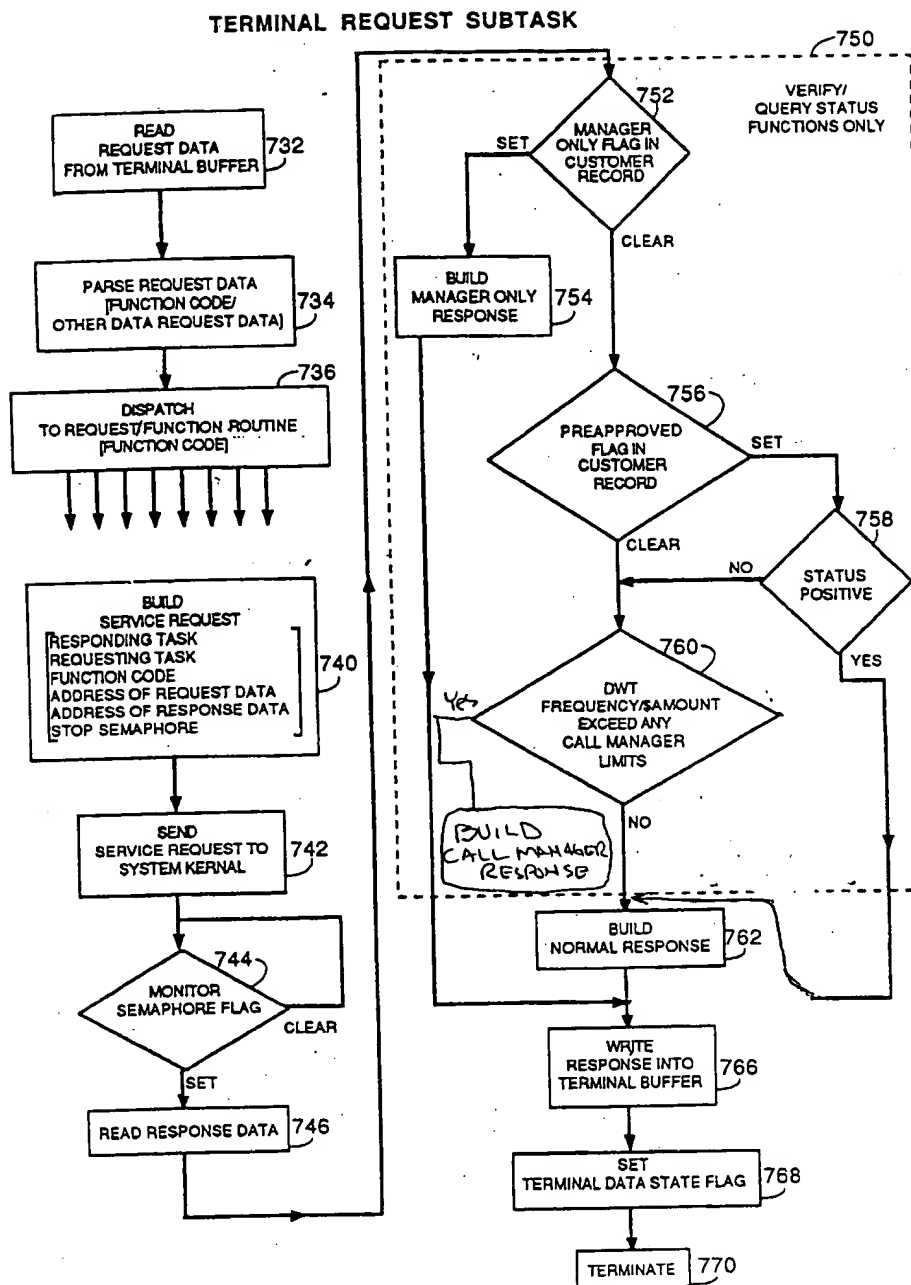 TERMINAL REQUEST SUBTASK
READ
REQUEST DATA
FROM TERMINAL BUFFER
732
PARSE REQUEST DATA
[FUNCTION CODE/
OTHER DATA REQUEST DATA]
734
736
DISPATCH
TO REQUEST/FUNCTION ROUTINE
[FUNCTION CODE]
BUILD
SERVICE REQUEST
RESPONDING TASK
REQUESTING TASK
FUNCTION CODE
ADDRESS OF REQUEST DATA
ADDRESS OF RESPONSE DATA
STOP SEMAPHORE
740
SEND
SERVICE REQUEST TO
SYSTEM KERNAL
742
744
MONITOR
SEMAPHORE FLAG
CLEAR
SET
READ RESPONSE DATA
746
750
VERIFY/
QUERY STATUS
FUNCTIONS ONLY
752
MANAGER
ONLY FLAG IN
CUSTOMER
RECORD
SET
CLEAR
BUILD
MANAGER ONLY
RESPONSE
754
756
PREAPPROVED
FLAG IN
CUSTOMER
RECORD
SET
CLEAR
758
STATUS
POSITIVE
NO
YES
760
DWT
FREQUENCY/$AMOUNT
EXCEED ANY
CALL MANAGER
LIMITS
Yes
NO
BUILD
CALL MANAGER
RESPONSE
BUILD
NORMAL RESPONSE
762
WRITE
RESPONSE INTO
TERMINAL BUFFER
766
SET
TERMINAL DATA STATE FLAG
768
TERMINATE
770